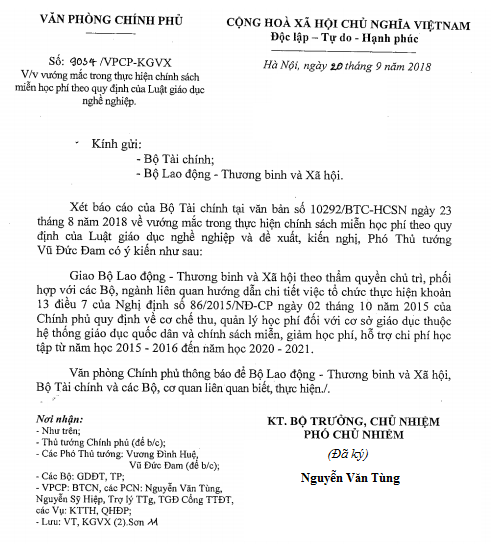 VĂN PHÒNG CHÍNH PHỦ
CỘNG HOÀ XÃ HỘI CHỦ NGHĨA VIỆT NAM
Độc lập – Tự do - Hạnh phúc
Số: 9054 /VPCP-KGVX
V/v vướng mắc trong thực hiện chính sách
miễn học phí theo quy định của Luật giáo dục
nghề nghiệp.
Hà Nội, ngày 20 tháng 9 năm 2018
Kính gửi:
- Bộ Tài chính;
- Bộ Lao động - Thương binh và Xã hội.
Xét báo cáo của Bộ Tài chính tại văn bản số 10292/BTC-HCSN ngày 23
tháng 8 năm 2018 về vướng mắc trong thực hiện chính sách miễn học phí theo quy
định của Luật giáo dục nghề nghiệp và đề xuất, kiến nghị, Phó Thủ tướng
Vũ Đức Đam có ý kiến như sau:
Giao Bộ Lao động - Thương binh và Xã hội theo thẩm quyền chủ trì, phối
hợp với các Bộ, ngành liên quan hướng dẫn chi tiết việc tổ chức thực hiện khoản
13 điều 7 của Nghị định số 86/2015/NĐ-CP ngày 02 tháng 10 năm 2015 của
Chính phủ quy định về cơ chế thu, quản lý học phí đối với cơ sở giáo dục thuộc
hệ thống giáo dục quốc dân và chính sách miễn, giảm học phí, hỗ trợ chi phí học
tập từ năm học 2015 - 2016 đến năm học 2020 - 2021.
Văn phòng Chính phủ thông báo để Bộ Lao động - Thương binh và Xã hội,
Bộ Tài chính và các Bộ, cơ quan liên quan biết, thực hiện./.
Nơi nhận:
- Như trên;
- Thủ tướng Chính phủ (để b/c);
- Các Phó Thủ tướng: Vương Đình Huệ,
Vũ Đức Đam (để b/c);
- Các Bộ: GDĐT, TP;
- VPCP: BTCN, các PCN: Nguyễn Văn Tùng,
Nguyễn Sỹ Hiệp, Trợ lý TTg, TGĐ Cổng TTĐT,
các Vụ: KTTH, QHĐP;
- Lưu: VT, KGVX (2).Sơn
KT. BỘ TRƯỞNG, CHỦ NHIỆM
PHÓ CHỦ NHIỆM
(Đã ký)
Nguyễn Văn Tùng